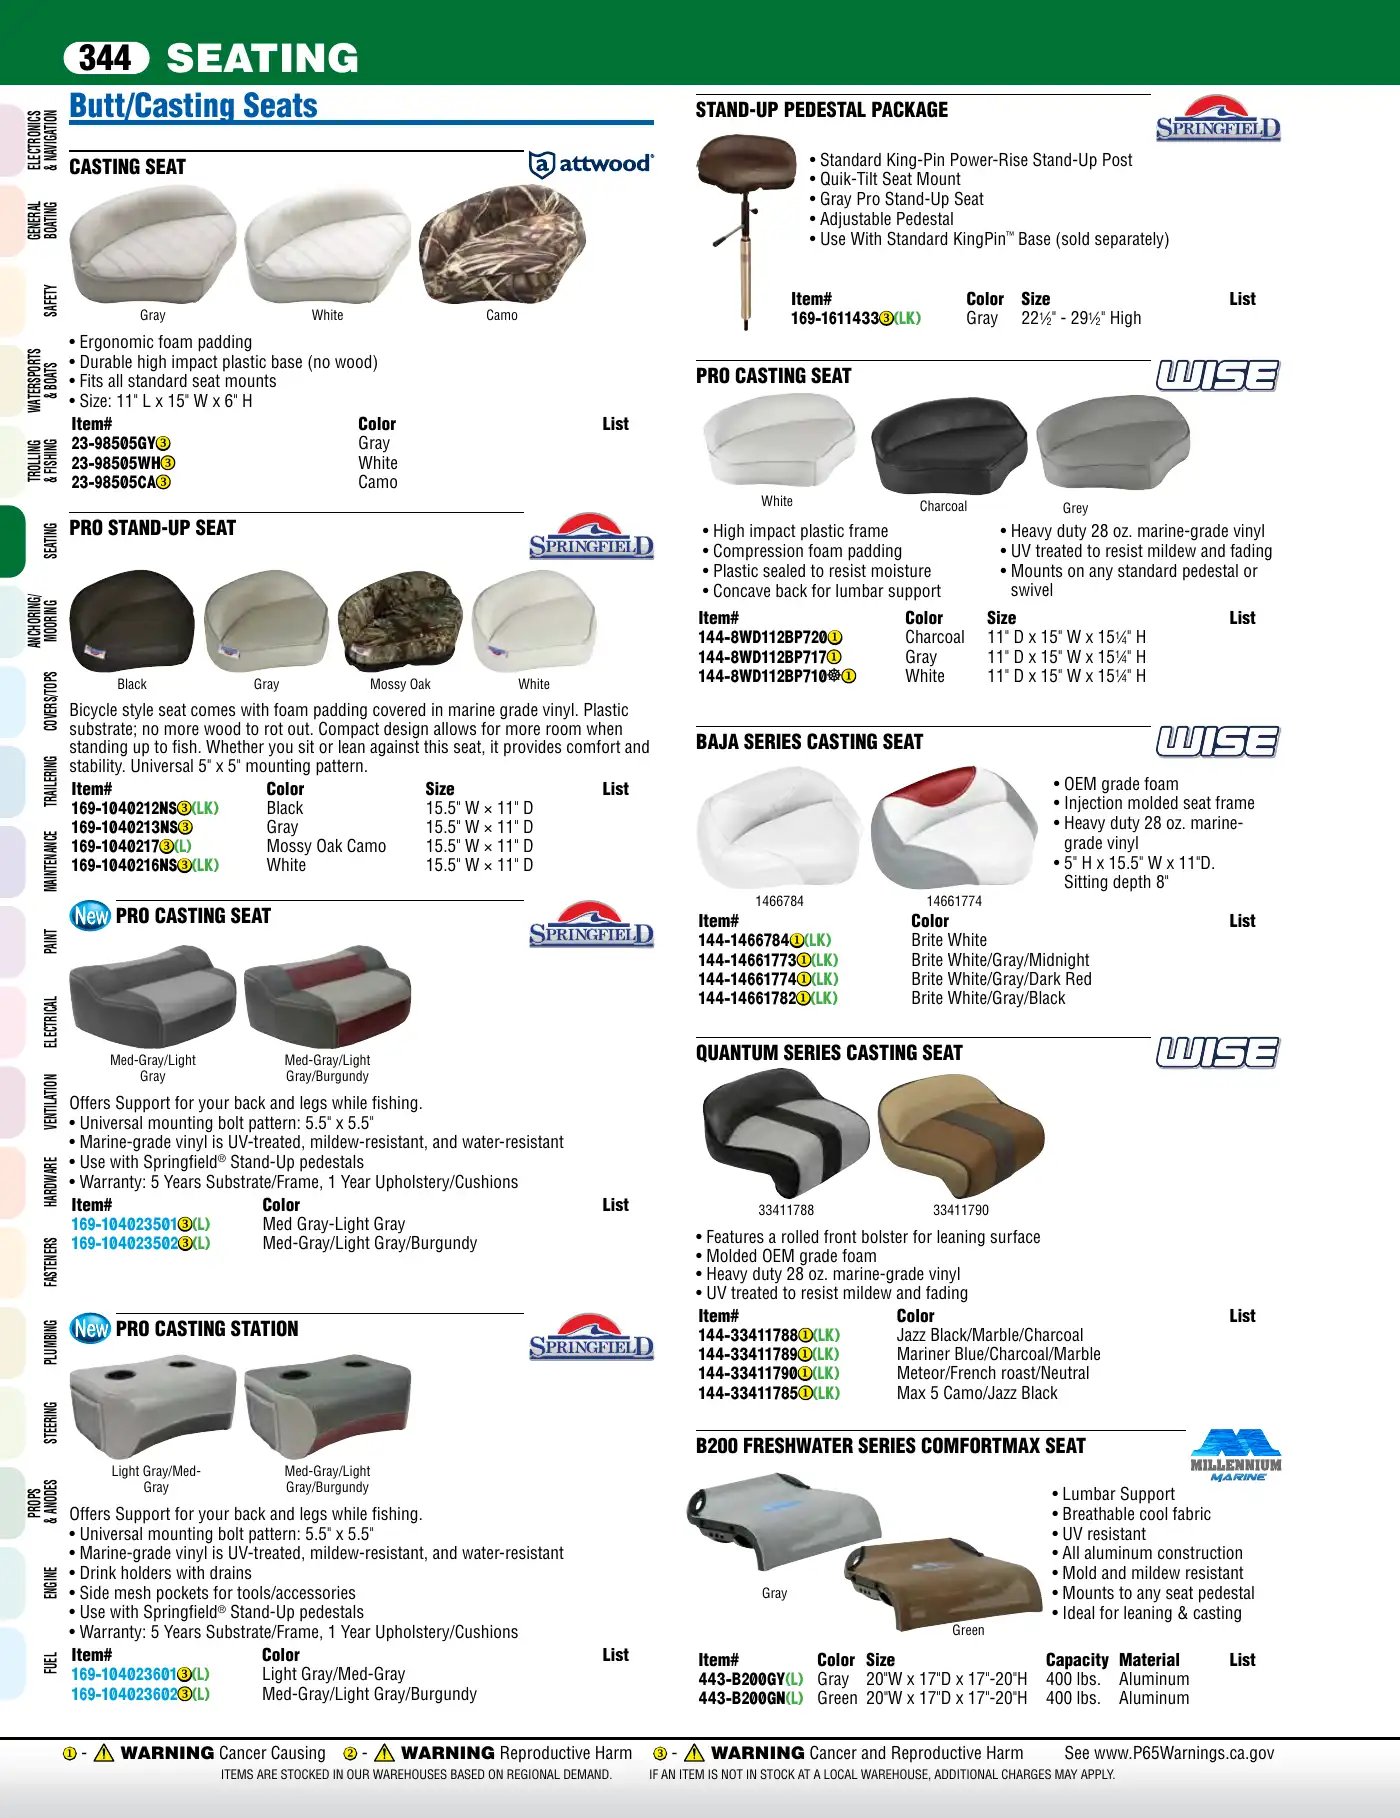 344 SEATING
ELECTRONICS
& NAVIGATION
GENERAL
BOATING
SAFETY
WATERSPORTS
& BOATS
TROLLING
& FISHING
SEATING
ANCHORING/
MOORING
COVERS/TOPS
TRAILERING
MAINTENANCE
PAINT
ELECTRICAL
VENTILATION
HARDWARE
FASTENERS
PLUMBING
STEERING
PROPS
& ANODES
ENGINE
FUEL
Butt/Casting Seats
CASTING SEAT
attwood
Gray White Camo
• Ergonomic foam padding
• Durable high impact plastic base (no wood)
• Fits all standard seat mounts
• Size: 11" L x 15" W x 6" H
Item# Color List
23-98505GY③ Gray
23-98505WH③ White
23-98505CA③ Camo
PRO STAND-UP SEAT
SPRINGFIELD
Black Gray Mossy Oak White
Bicycle style seat comes with foam padding covered in marine grade vinyl. Plastic
substrate; no more wood to rot out. Compact design allows for more room when
standing up to fish. Whether you sit or lean against this seat, it provides comfort and
stability. Universal 5" x 5" mounting pattern.
Item# Color Size List
169-1040212NS③(LK) Black 15.5" W × 11" D
169-1040213NS③ Gray 15.5" W × 11" D
169-1040217③(L) Mossy Oak Camo 15.5" W × 11" D
169-1040216NS③(LK) White 15.5" W × 11" D
New PRO CASTING SEAT
SPRINGFIELD
Med-Gray/Light
Gray
Med-Gray/Light
Gray/Burgundy
Offers Support for your back and legs while fishing.
• Universal mounting bolt pattern: 5.5" x 5.5"
• Marine-grade vinyl is UV-treated, mildew-resistant, and water-resistant
• Use with Springfield® Stand-Up pedestals
• Warranty: 5 Years Substrate/Frame, 1 Year Upholstery/Cushions
Item# Color List
169-104023501③(L) Med Gray-Light Gray
169-104023502③(L) Med-Gray/Light Gray/Burgundy
New PRO CASTING STATION
SPRINGFIELD
Light Gray/Med-
Gray
Med-Gray/Light
Gray/Burgundy
Offers Support for your back and legs while fishing.
• Universal mounting bolt pattern: 5.5" x 5.5"
• Marine-grade vinyl is UV-treated, mildew-resistant, and water-resistant
• Drink holders with drains
• Side mesh pockets for tools/accessories
• Use with Springfield® Stand-Up pedestals
• Warranty: 5 Years Substrate/Frame, 1 Year Upholstery/Cushions
Item# Color List
169-104023601③(L) Light Gray/Med-Gray
169-104023602③(L) Med-Gray/Light Gray/Burgundy
STAND-UP PEDESTAL PACKAGE
SPRINGFIELD
• Standard King-Pin Power-Rise Stand-Up Post
• Quik-Tilt Seat Mount
• Gray Pro Stand-Up Seat
• Adjustable Pedestal
• Use With Standard KingPin™ Base (sold separately)
Item# Color Size List
169-1611433③(LK) Gray 22½" - 29½" High
PRO CASTING SEAT
WISE
White Charcoal Grey
• High impact plastic frame
• Compression foam padding
• Plastic sealed to resist moisture
• Concave back for lumbar support
• Heavy duty 28 oz. marine-grade vinyl
• UV treated to resist mildew and fading
• Mounts on any standard pedestal or
swivel
Item# Color Size List
144-8WD112BP720① Charcoal 11" D x 15" W x 15¼" H
144-8WD112BP717① Gray 11" D x 15" W x 15¼" H
144-8WD112BP710☸① White 11" D x 15" W x 15¼" H
BAJA SERIES CASTING SEAT
WISE
1466784 14661774
• OEM grade foam
• Injection molded seat frame
• Heavy duty 28 oz. marine-
grade vinyl
• 5" H x 15.5" W x 11"D.
Sitting depth 8"
Item# Color List
144-1466784①(LK) Brite White
144-14661773①(LK) Brite White/Gray/Midnight
144-14661774①(LK) Brite White/Gray/Dark Red
144-14661782①(LK) Brite White/Gray/Black
QUANTUM SERIES CASTING SEAT
WISE
33411788 33411790
• Features a rolled front bolster for leaning surface
• Molded OEM grade foam
• Heavy duty 28 oz. marine-grade vinyl
• UV treated to resist mildew and fading
Item# Color List
144-33411788①(LK) Jazz Black/Marble/Charcoal
144-33411789①(LK) Mariner Blue/Charcoal/Marble
144-33411790①(LK) Meteor/French roast/Neutral
144-33411785①(LK) Max 5 Camo/Jazz Black
B200 FRESHWATER SERIES COMFORTMAX SEAT
MILLENNIUM
MARINE
Gray
Green
• Lumbar Support
• Breathable cool fabric
• UV resistant
• All aluminum construction
• Mold and mildew resistant
• Mounts to any seat pedestal
• Ideal for leaning & casting
Item# Color Size Capacity Material List
443-B200GY(L) Gray 20"W x 17"D x 17"-20"H 400 lbs. Aluminum
443-B200GN(L) Green 20"W x 17"D x 17"-20"H 400 lbs. Aluminum
① - ⚠ WARNING Cancer Causing ② - ⚠ WARNING Reproductive Harm ③ - ⚠ WARNING Cancer and Reproductive Harm See www.P65Warnings.ca.gov
ITEMS ARE STOCKED IN OUR WAREHOUSES BASED ON REGIONAL DEMAND. IF AN ITEM IS NOT IN STOCK AT A LOCAL WAREHOUSE, ADDITIONAL CHARGES MAY APPLY.